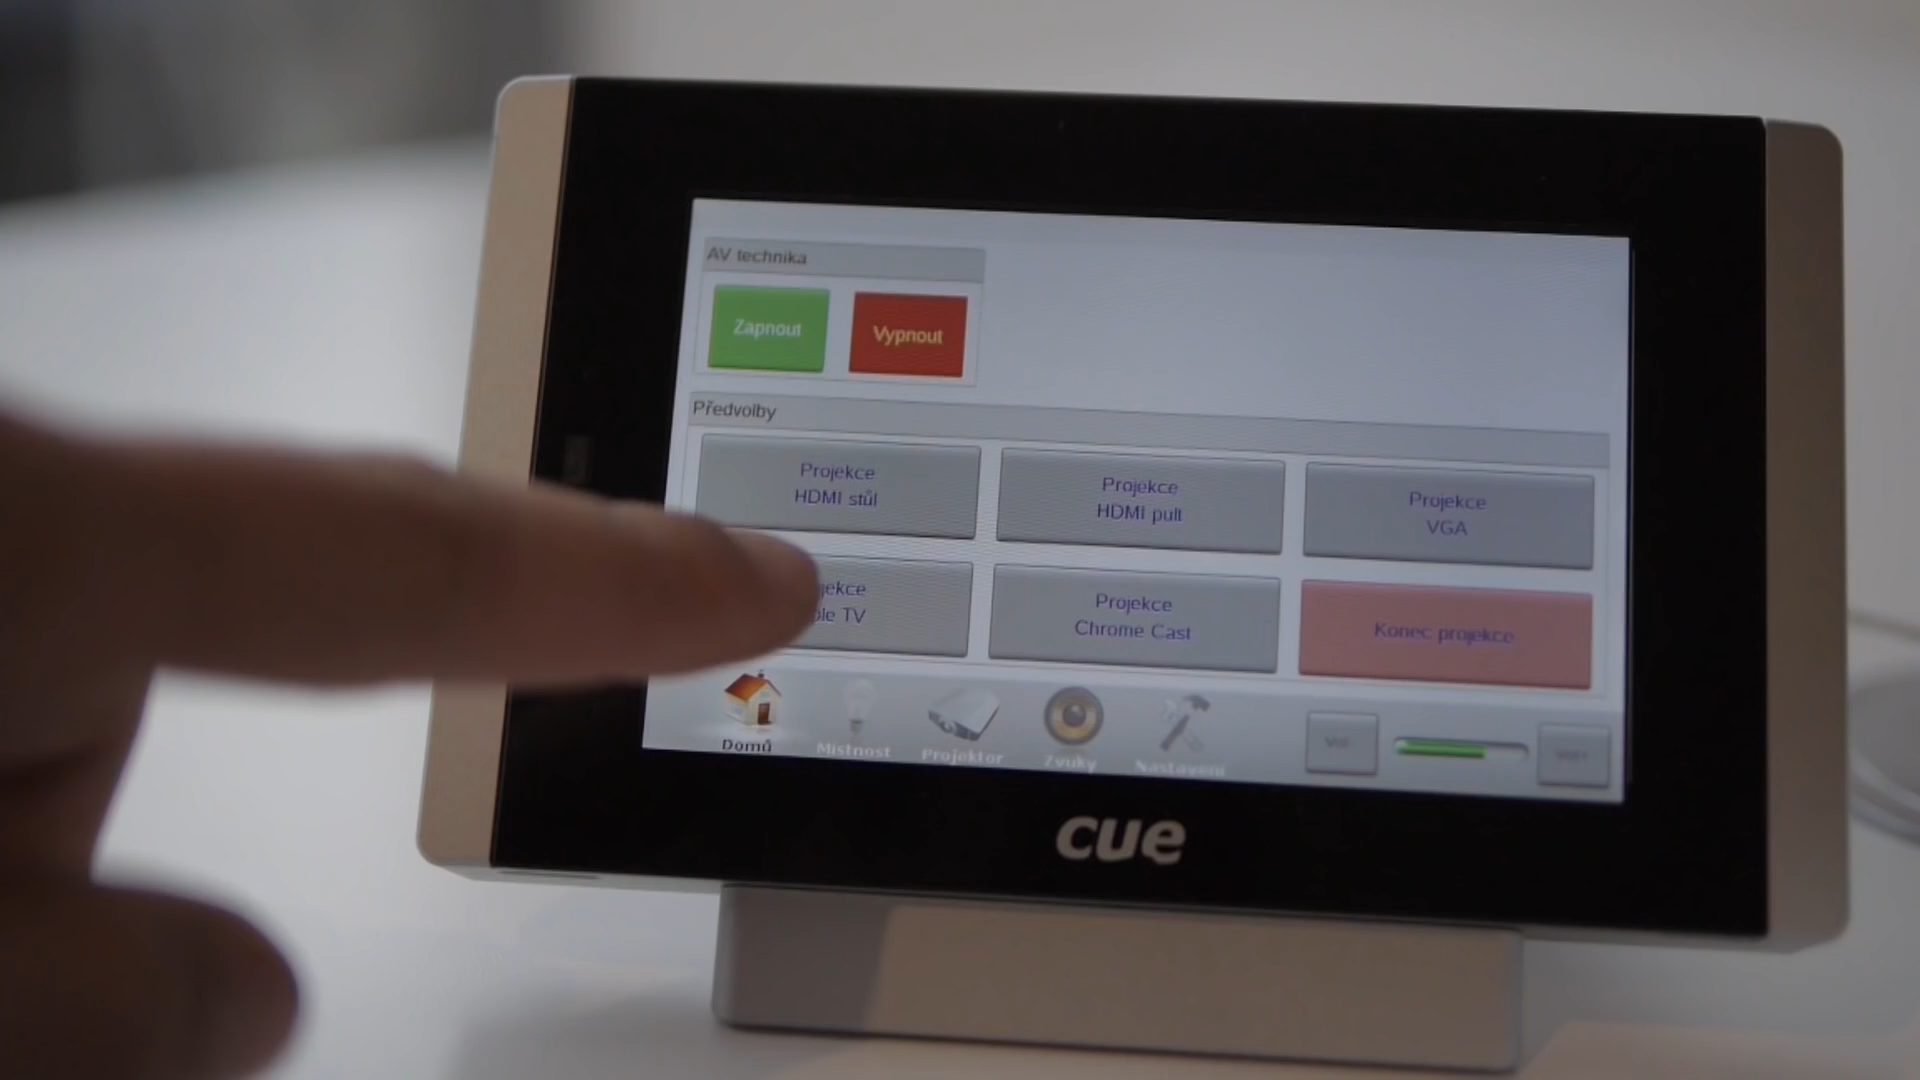 AV technika
Zapnout
Vypnout
Předvolby
Projekce
HDMI stůl
Projekce
HDMI pult
Projekce
VGA
TV
Projekce
Chrome Cast
Konec projekce
Domů
Místnost
Projektor
Zvuky
Nastavení
cue